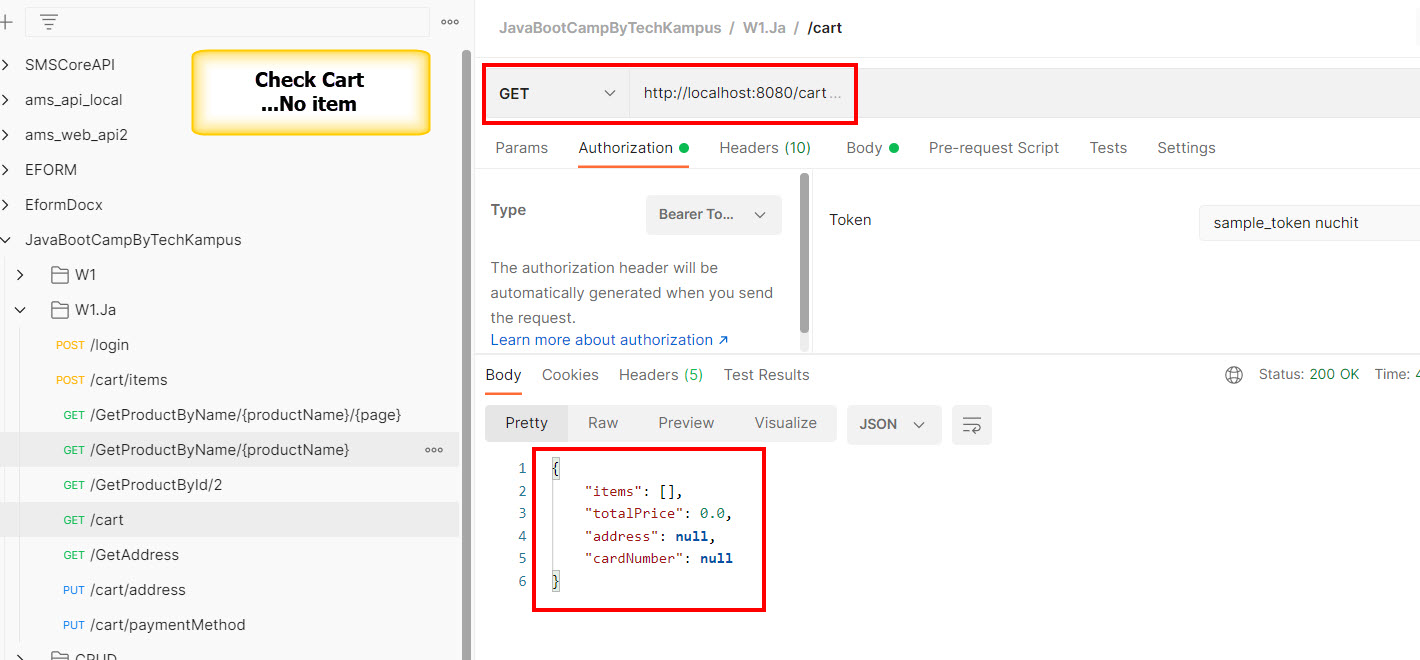 JavaBootCampByTechKampus / W1.Ja / /cart
SMSCoreAPI
ams_api_local
ams_web_api2
EFORM
EformDocx
JavaBootCampByTechKampus
W1
W1.Ja
POST /login
POST /cart/items
GET /GetProductByName/{productName}/{page}
GET /GetProductByName/{productName}
GET /GetProductById/2
GET /cart
GET /GetAddress
PUT /cart/address
PUT /cart/paymentMethod
CRUD
Check Cart
...No item
GET http://localhost:8080/cart ...
Params Authorization Headers (10) Body Pre-request Script Tests Settings
Type Bearer To...
The authorization header will be
automatically generated when you send
the request.
Learn more about authorization ↗
Token sample_token nuchit
Body Cookies Headers (5) Test Results Status: 200 OK Time: 4
Pretty Raw Preview Visualize JSON
1 {
2 "items": [],
3 "totalPrice": 0.0,
4 "address": null,
5 "cardNumber": null
6 }